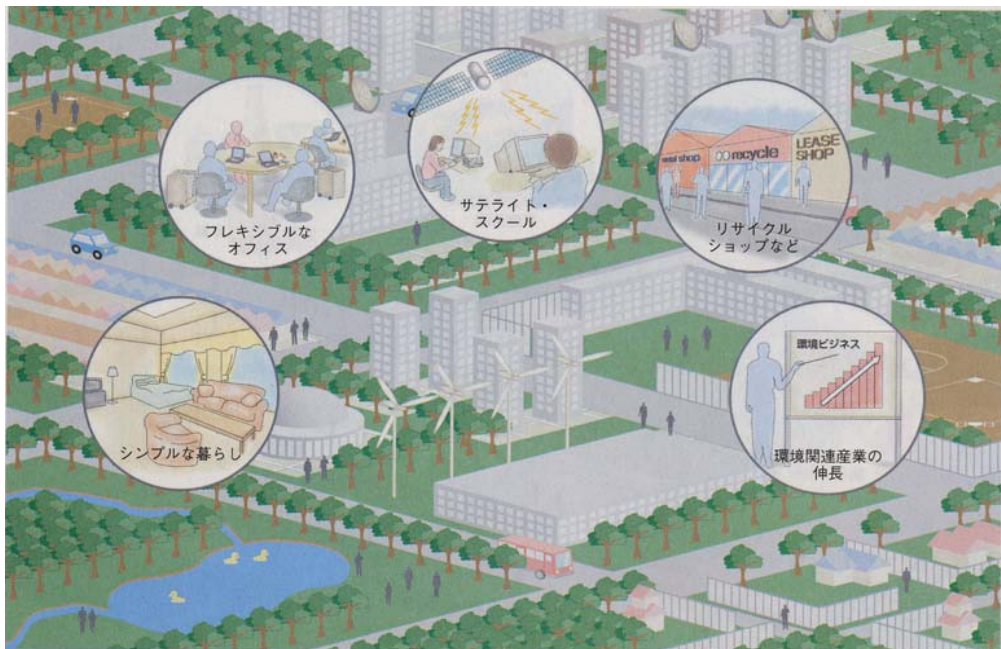 フレキシブルな
オフィス
サテライト・
スクール
rental shop
recycle
LEASE
SHOP
リサイクル
ショップなど
シンプルな暮らし
環境ビジネス
環境関連産業の
伸長